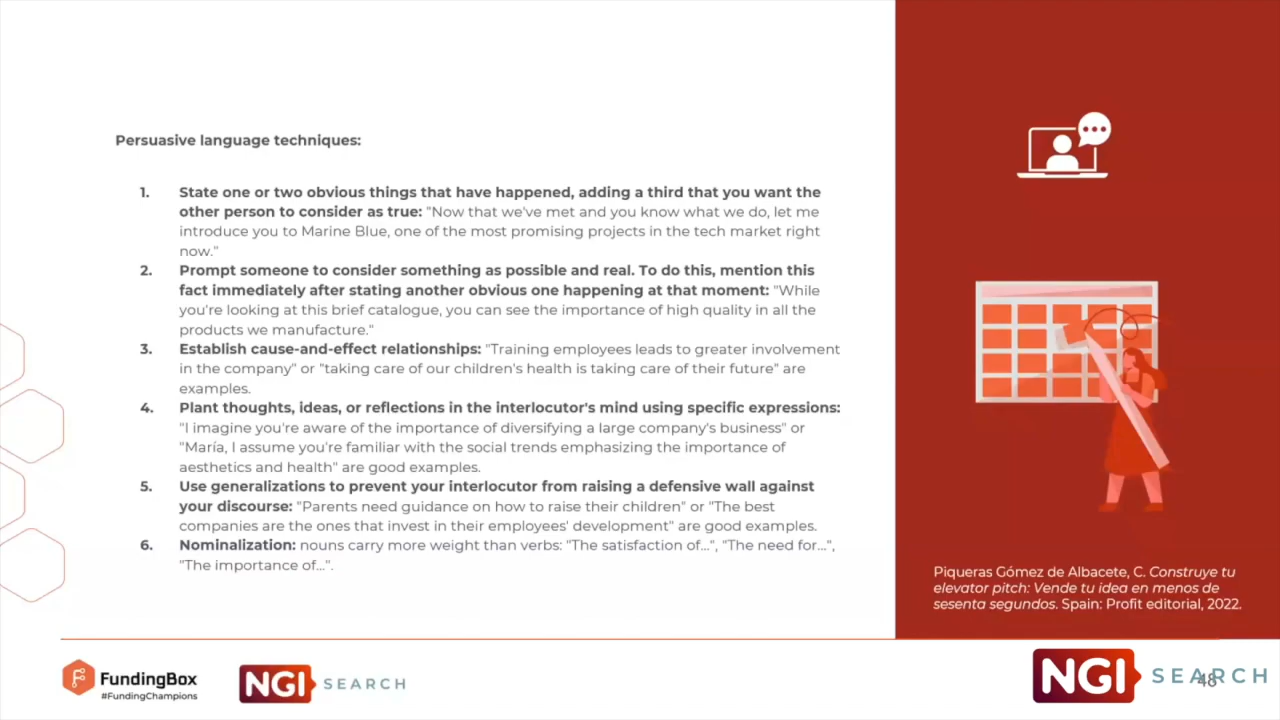 Persuasive language techniques:
1. State one or two obvious things that have happened, adding a third that you want the
other person to consider as true: "Now that we've met and you know what we do, let me
introduce you to Marine Blue, one of the most promising projects in the tech market right
now."
2. Prompt someone to consider something as possible and real. To do this, mention this
fact immediately after stating another obvious one happening at that moment: "While
you're looking at this brief catalogue, you can see the importance of high quality in all the
products we manufacture."
3. Establish cause-and-effect relationships: "Training employees leads to greater involvement
in the company" or "taking care of our children's health is taking care of their future" are
examples.
4. Plant thoughts, ideas, or reflections in the interlocutor's mind using specific expressions:
"I imagine you're aware of the importance of diversifying a large company's business" or
"María, I assume you're familiar with the social trends emphasizing the importance of
aesthetics and health" are good examples.
5. Use generalizations to prevent your interlocutor from raising a defensive wall against
your discourse: "Parents need guidance on how to raise their children" or "The best
companies are the ones that invest in their employees' development" are good examples.
6. Nominalization: nouns carry more weight than verbs: "The satisfaction of...", "The need for...",
"The importance of...".
Piqueras Gómez de Albacete, C. Construye tu
elevator pitch: Vende tu idea en menos de
sesenta segundos. Spain: Profit editorial, 2022.
FundingBox
#FundingChampions
NGI SEARCH
NGI SEARCH
48